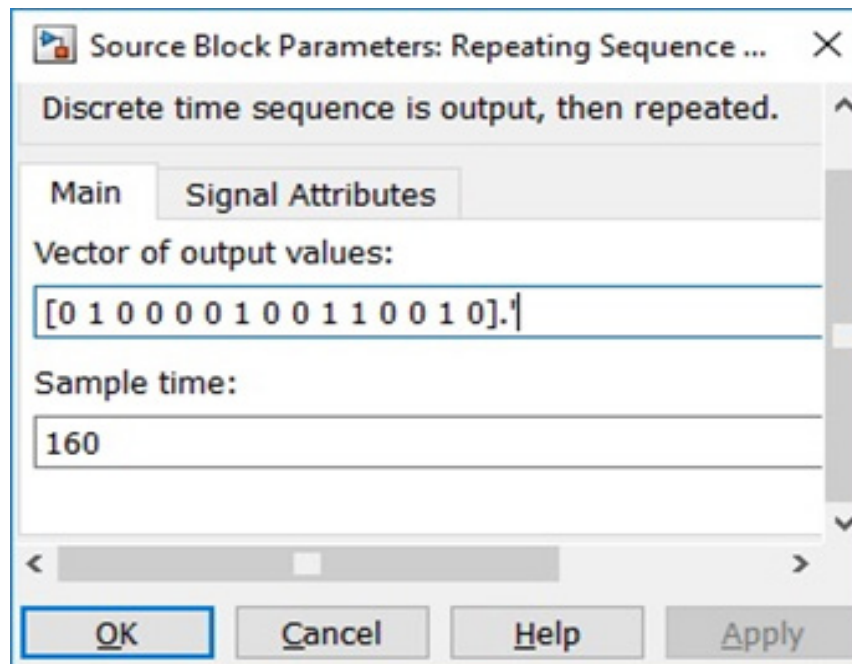 Source Block Parameters: Repeating Sequence ...
Discrete time sequence is output, then repeated.
Main
Signal Attributes
Vector of output values:
[0 1 0 0 0 0 1 0 0 1 1 0 0 1 0].'
Sample time:
160
OK
Cancel
Help
Apply